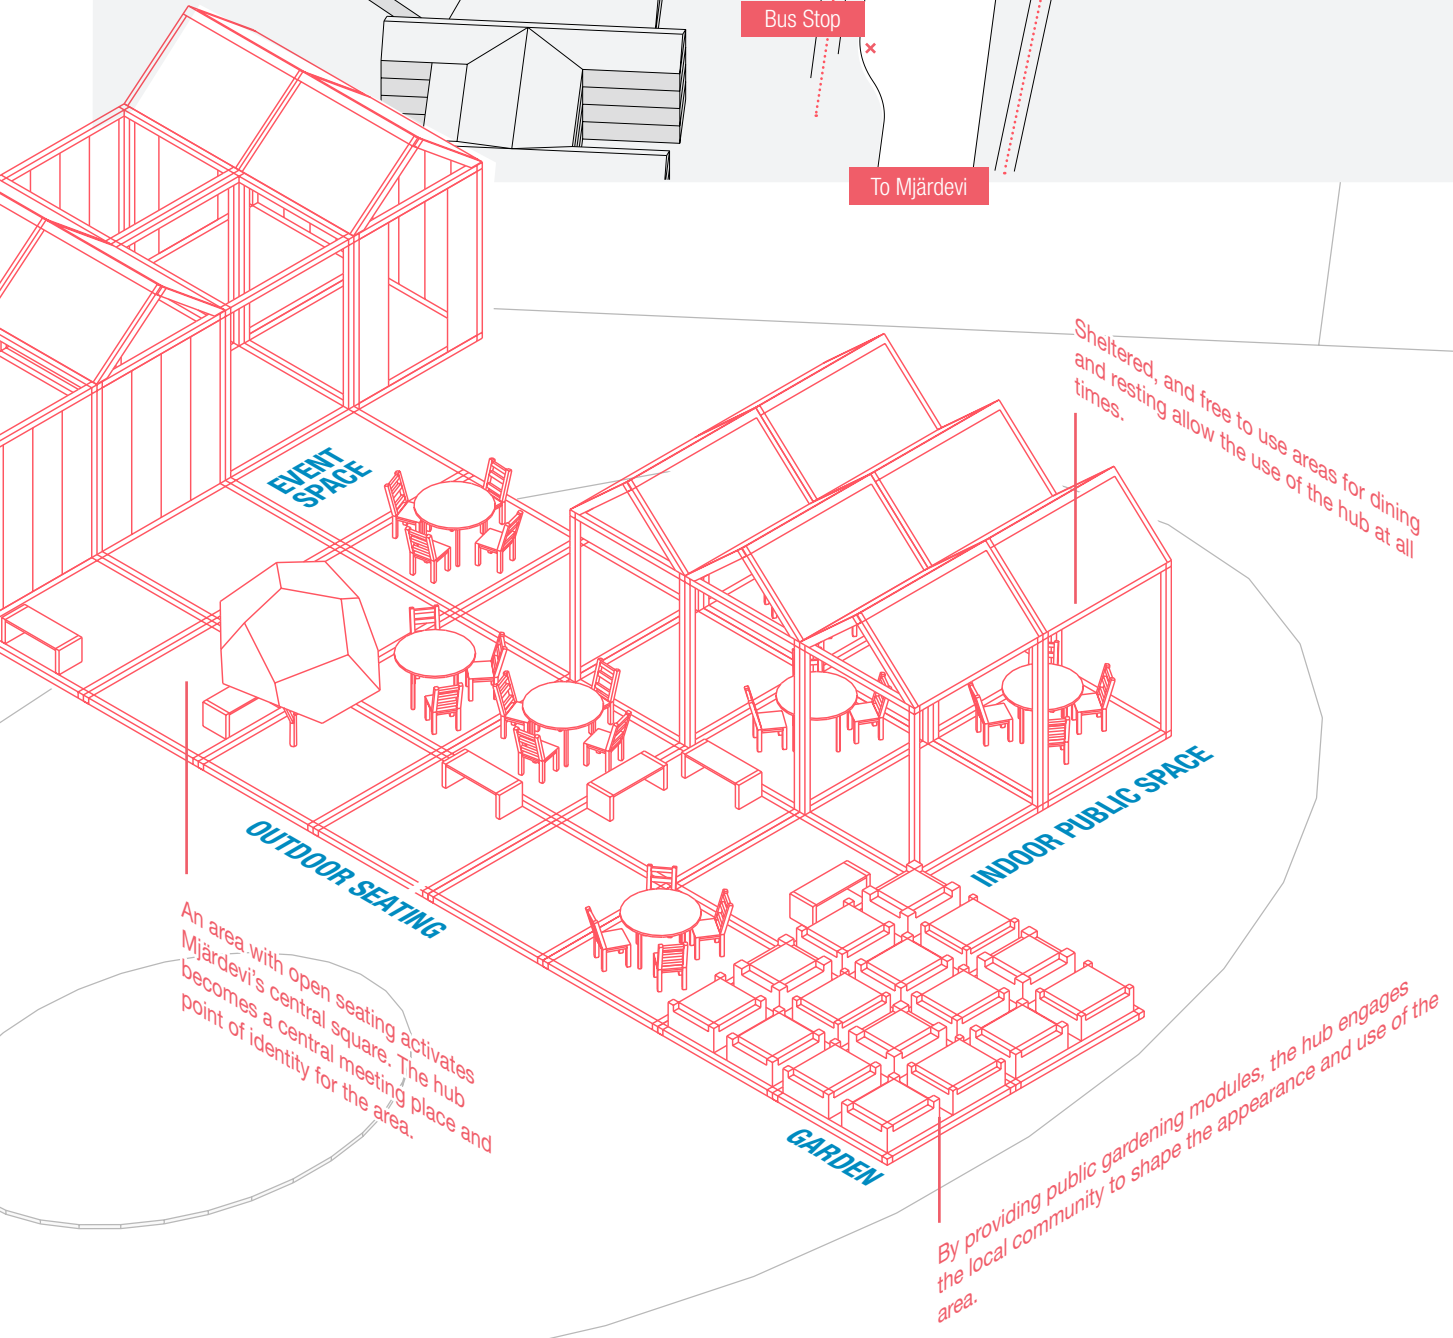 Bus Stop
To Mjärdevi
Sheltered, and free to use areas for dining
and resting allow the use of the hub at all
times.
EVENT
SPACE
INDOOR PUBLIC SPACE
OUTDOOR SEATING
An area with open seating activates
Mjärdevi's central square. The hub
becomes a central meeting place and
point of identity for the area.
GARDEN
By providing public gardening modules, the hub engages
the local community to shape the appearance and use of the
area.